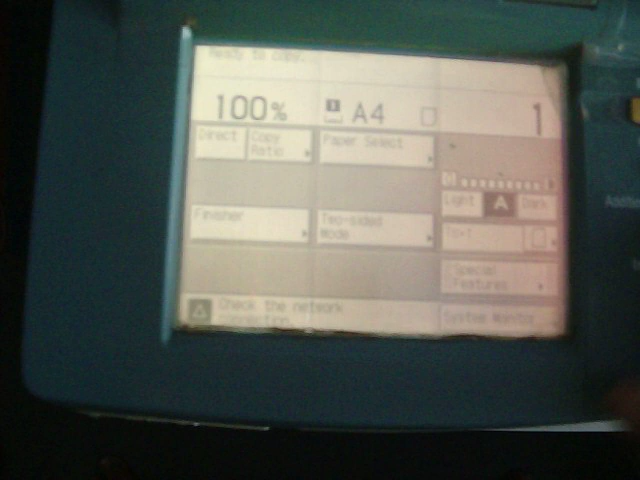 Ready to copy.
100% 1 A4 1
Direct Copy Ratio Paper Select
Light A Dark
Finisher Two-sided Mode Text
Special Features
Check the network connection. System Monitor